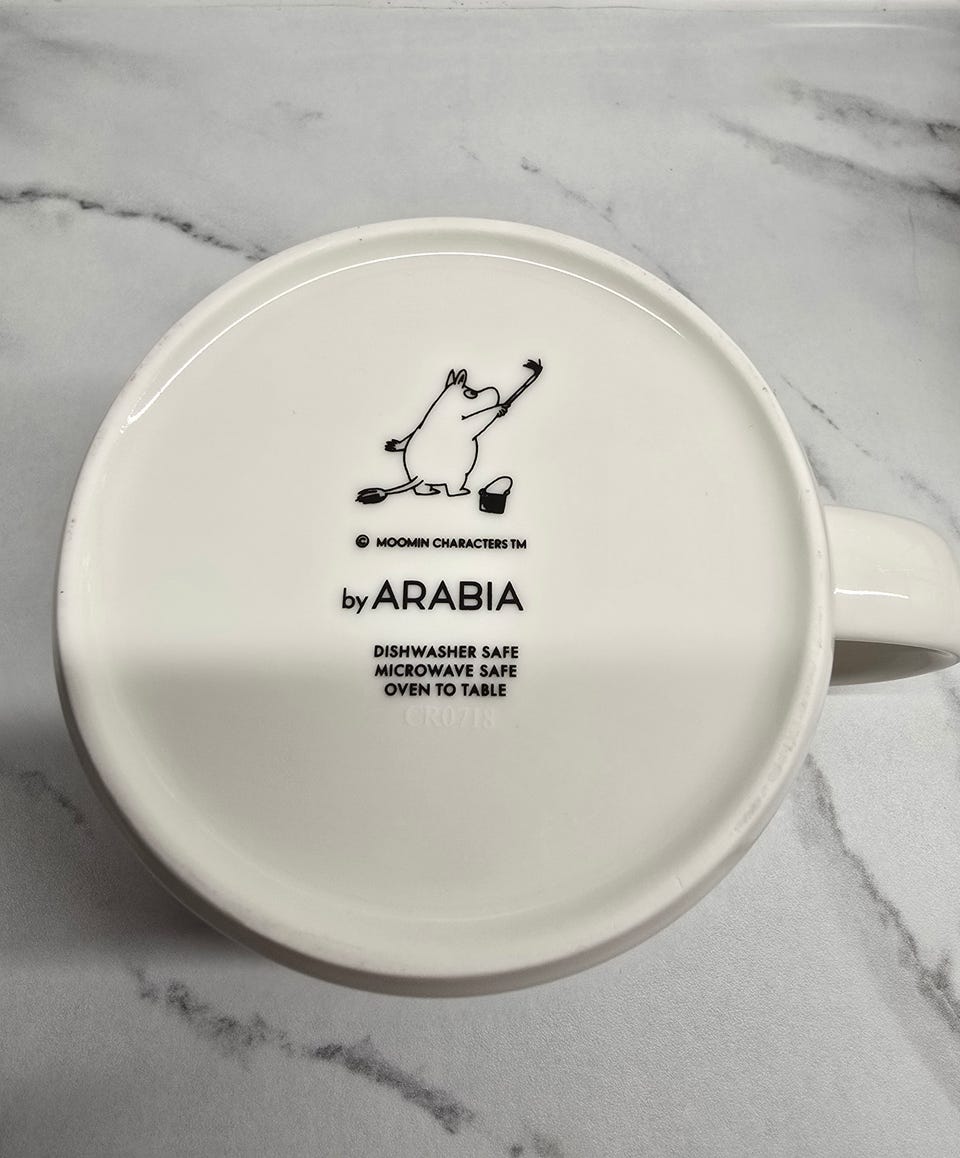 © MOOMIN CHARACTERS TM
by ARABIA
DISHWASHER SAFE
MICROWAVE SAFE
OVEN TO TABLE
CR0718